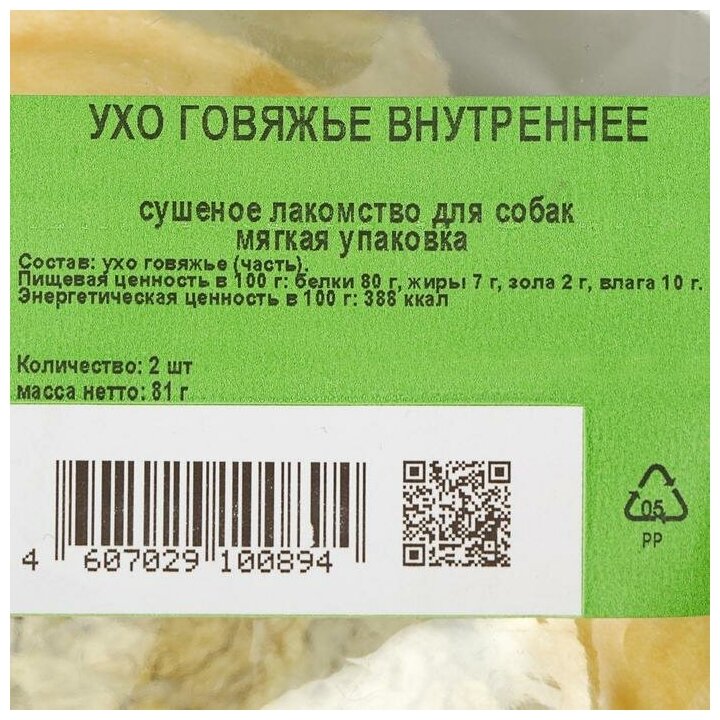 УХО ГОВЯЖЬЕ ВНУТРЕННЕЕ
сушеное лакомство для собак
мягкая упаковка
Состав: ухо говяжье (часть).
Пищевая ценность в 100 г: белки 80 г, жиры 7 г, зола 2 г, влага 10 г.
Энергетическая ценность в 100 г: 388 ккал
Количество: 2 шт
масса нетто: 81 г
4 607029 100894
05
PP